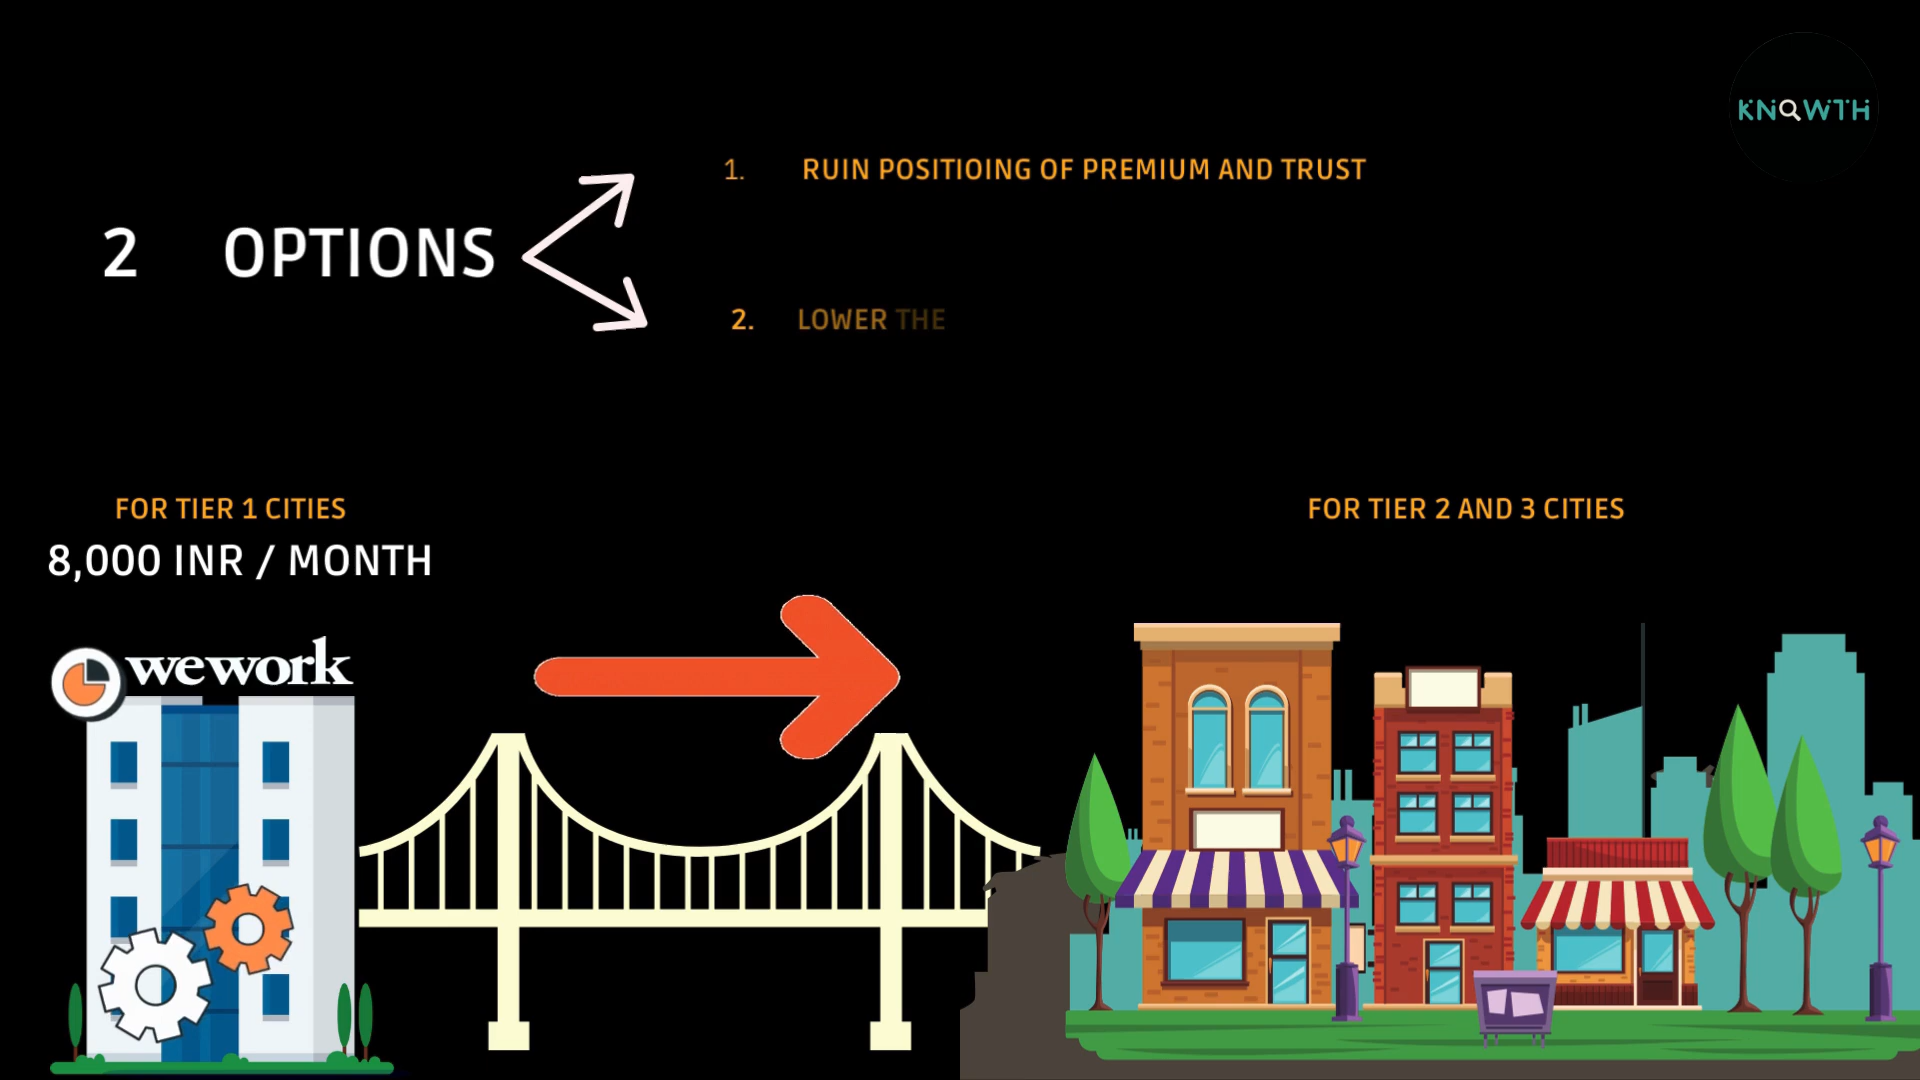 KNOWTH
1. RUIN POSITIOING OF PREMIUM AND TRUST
2 OPTIONS
2. LOWER THE
FOR TIER 1 CITIES
FOR TIER 2 AND 3 CITIES
8,000 INR / MONTH
wework